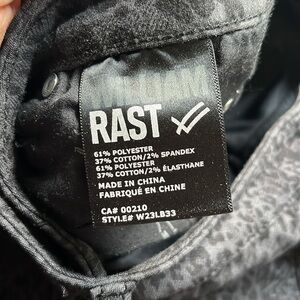 RAST
61% POLYESTER
37% COTTON/2% SPANDEX
61% POLYESTER
37% COTTON/2% ÉLASTHANE
MADE IN CHINA
FABRIQUÉ EN CHINE
CA# 00210
STYLE# W23LB33